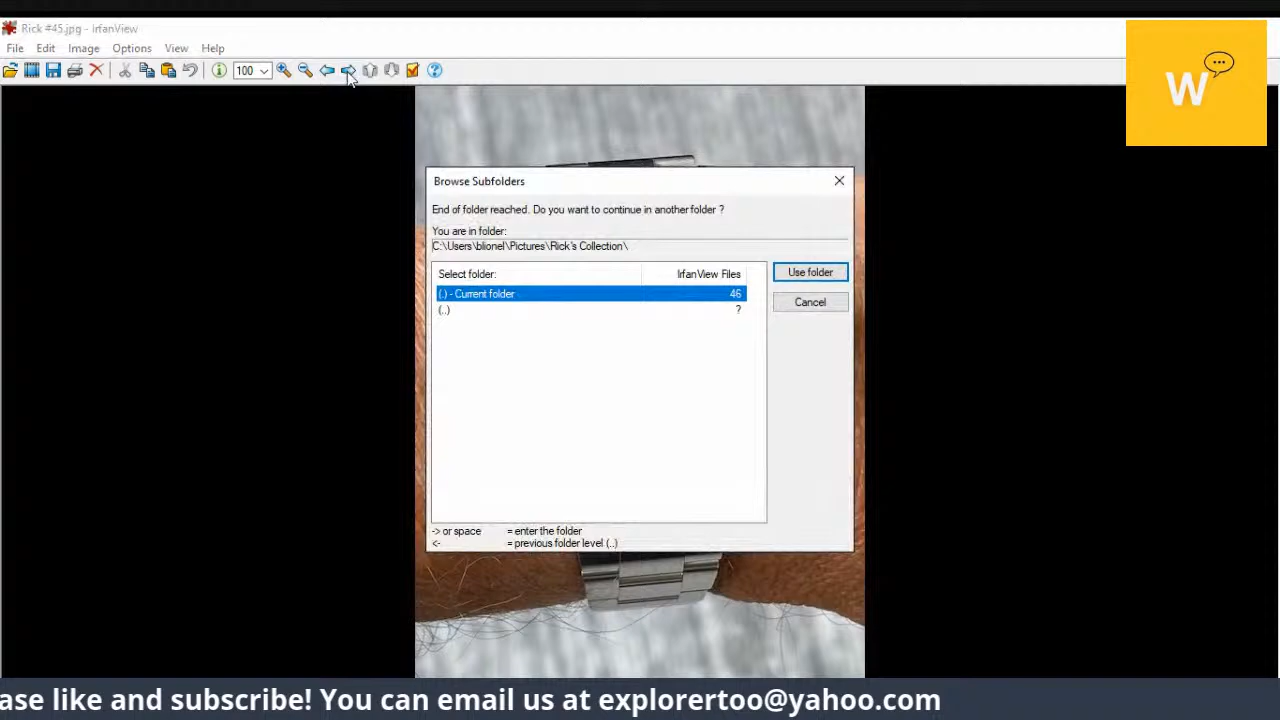 Rick #45.jpg - IrfanView
File Edit Image Options View Help
100
W
Browse Subfolders
End of folder reached. Do you want to continue in another folder ?
You are in folder:
C:\Users\blionel\Pictures\Rick's Collection\
Select folder: IrfanView Files
(.) - Current folder 46
(..) ?
Use folder
Cancel
-> or space = enter the folder
<- = previous folder level (..)
ase like and subscribe! You can email us at explorertoo@yahoo.com